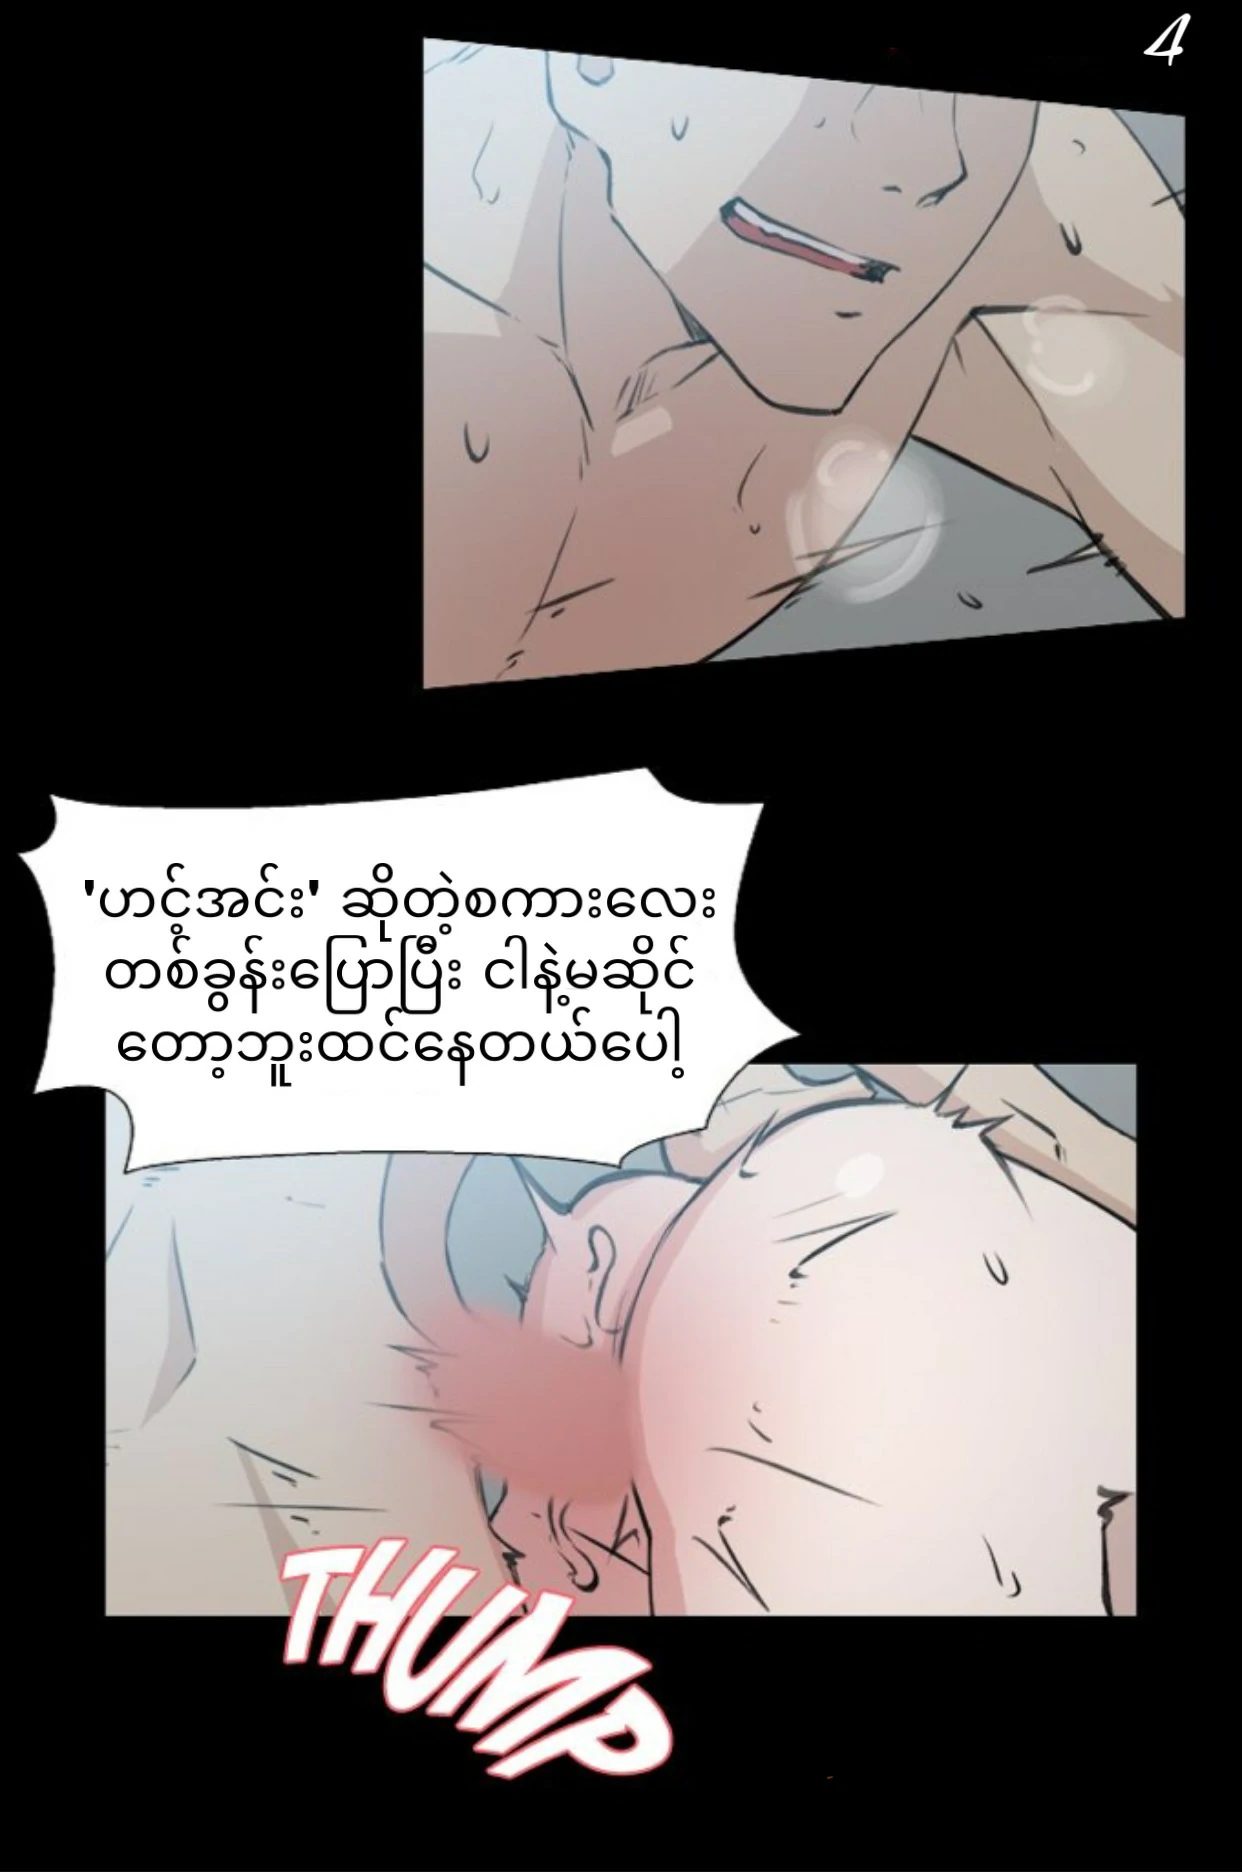 4
'ဟင့်အင်း' ဆိုတဲ့စကားလေး
တစ်ခွန်းပြောပြီး ငါနဲ့မဆိုင်
တော့ဘူးထင်နေတယ်ပေါ့
THUMP